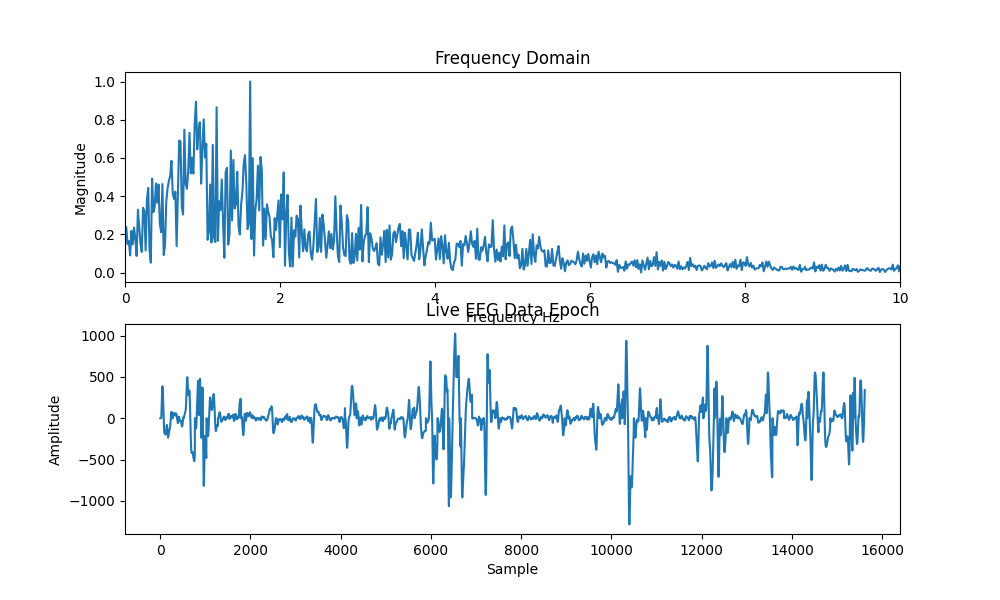 Frequency Domain
Magnitude
1.0
0.8
0.6
0.4
0.2
0.0
0 2 4 6 8 10
Frequency Hz
Live EEG Data Epoch
Amplitude
1000
500
0
−500
−1000
0 2000 4000 6000 8000 10000 12000 14000 16000
Sample